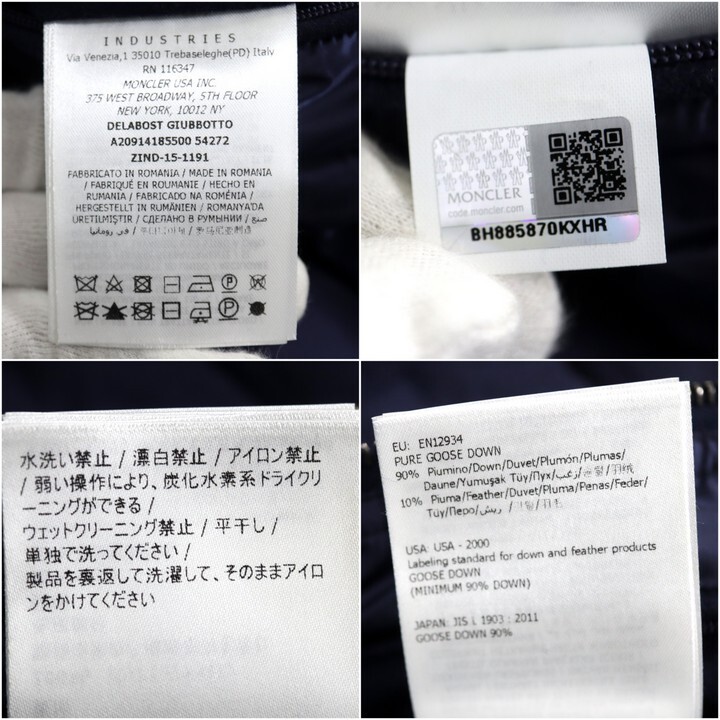 INDUSTRIES
Via Venezia,1 35010 Trebaseleghe(PD) Italy
RN 116347
MONCLER USA INC.
375 WEST BROADWAY, 5TH FLOOR
NEW YORK, 10012 NY
DELABOST GIUBBOTTO
A20914185500 54272
ZIND-15-1191
FABBRICATO IN ROMANIA / MADE IN ROMANIA
/ FABRIQUÉ EN ROUMANIE / HECHO EN
RUMANIA / FABRICADO NA ROMÉNIA /
HERGESTELLT IN RUMÄNIEN / ROMANYA'DA
ÜRETILMIŞTIR / СДЕЛАНО В РУМЫНИИ / صنع
في رومانيا /
MONCLER
code.moncler.com
BH885870KXHR
水洗い禁止 / 漂白禁止 / アイロン禁止
/ 弱い操作により、炭化水素系ドライクリ
ーニングができる /
ウェットクリーニング禁止 / 平干し /
単独で洗ってください /
製品を裏返して洗濯して、そのままアイロ
ンをかけてください
EU: EN12934
PURE GOOSE DOWN
90% Piumino/Down/Duvet/Plumón/Plumas/
Daune/Yumuşak Tüy/Пух/زغب/ /羽绒
10% Piuma/Feather/Duvet/Pluma/Penas/Feder/
Tüy/Перо/ريش / /羽毛
USA: USA - 2000
Labeling standard for down and feather products
GOOSE DOWN
(MINIMUM 90% DOWN)
JAPAN: JIS L 1903 : 2011
GOOSE DOWN 90%